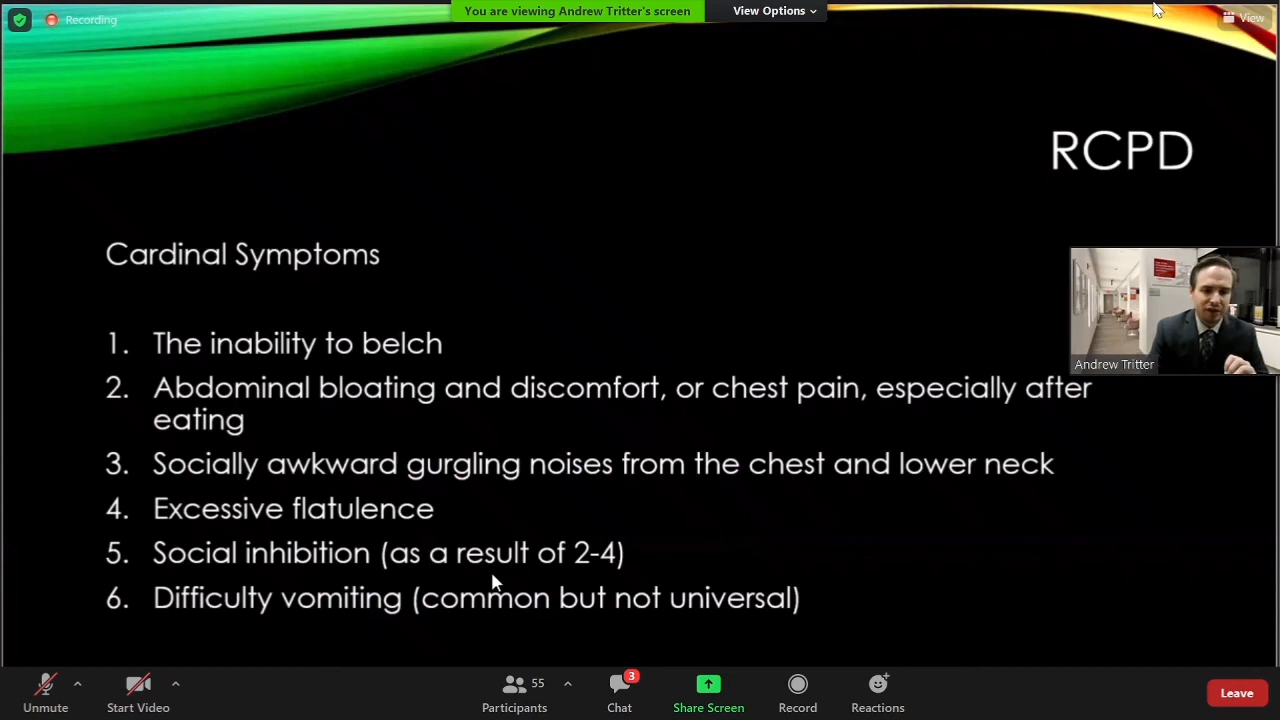 Recording
You are viewing Andrew Tritter's screen
View Options
View
RCPD
Cardinal Symptoms
1. The inability to belch
2. Abdominal bloating and discomfort, or chest pain, especially after
eating
3. Socially awkward gurgling noises from the chest and lower neck
4. Excessive flatulence
5. Social inhibition (as a result of 2-4)
6. Difficulty vomiting (common but not universal)
Andrew Tritter
Unmute
Start Video
55
Participants
3
Chat
Share Screen
Record
Reactions
Leave